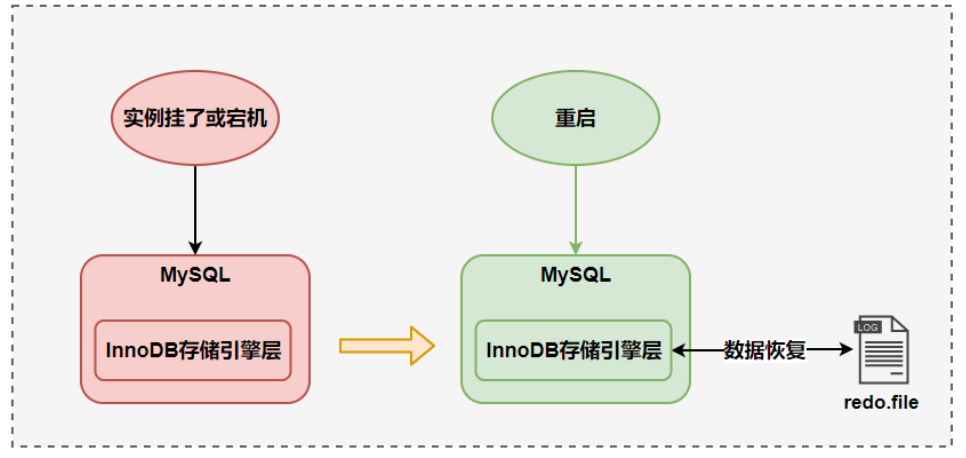 实例挂了或宕机
重启
MySQL
InnoDB存储引擎层
MySQL
InnoDB存储引擎层
数据恢复
LOG
redo.file